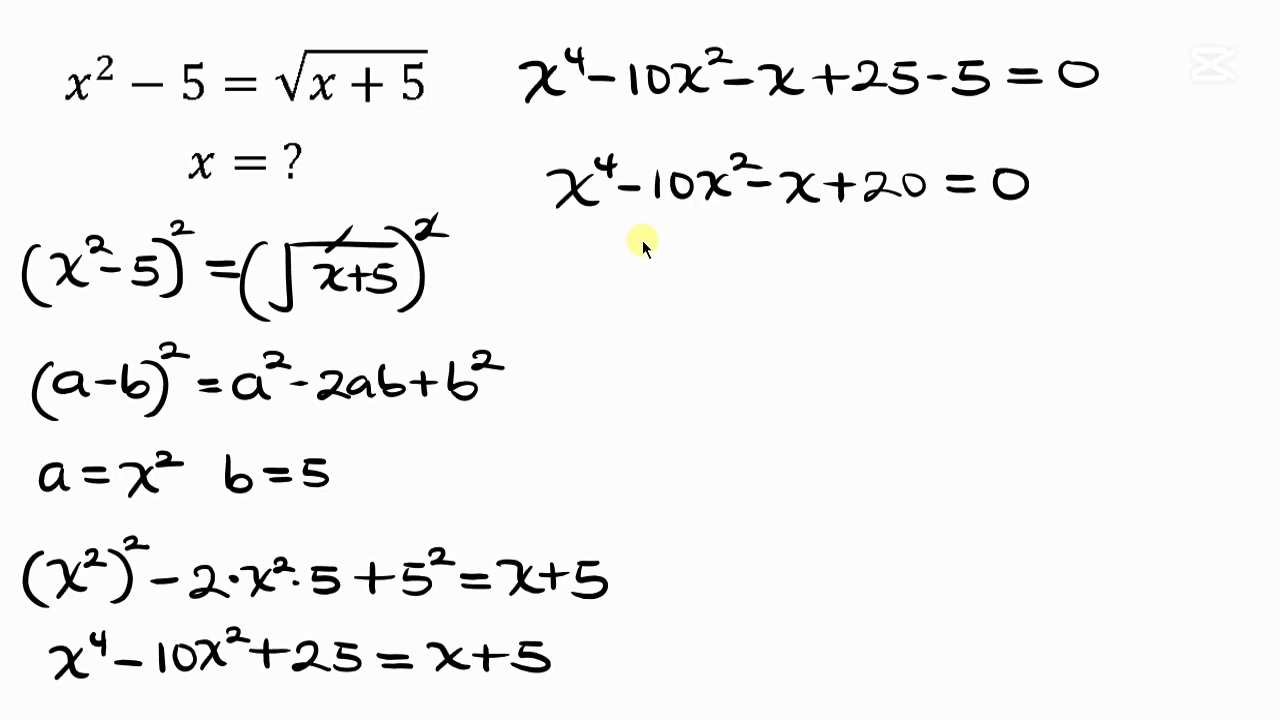 x² − 5 = √(x + 5)
x = ?
(x² - 5)² = (√(x+5))²
(a - b)² = a² - 2ab + b²
a = x² b = 5
(x²)² - 2·x²·5 + 5² = x + 5
x⁴ - 10x² + 25 = x + 5
x⁴ - 10x² - x + 25 - 5 = 0
x⁴ - 10x² - x + 20 = 0